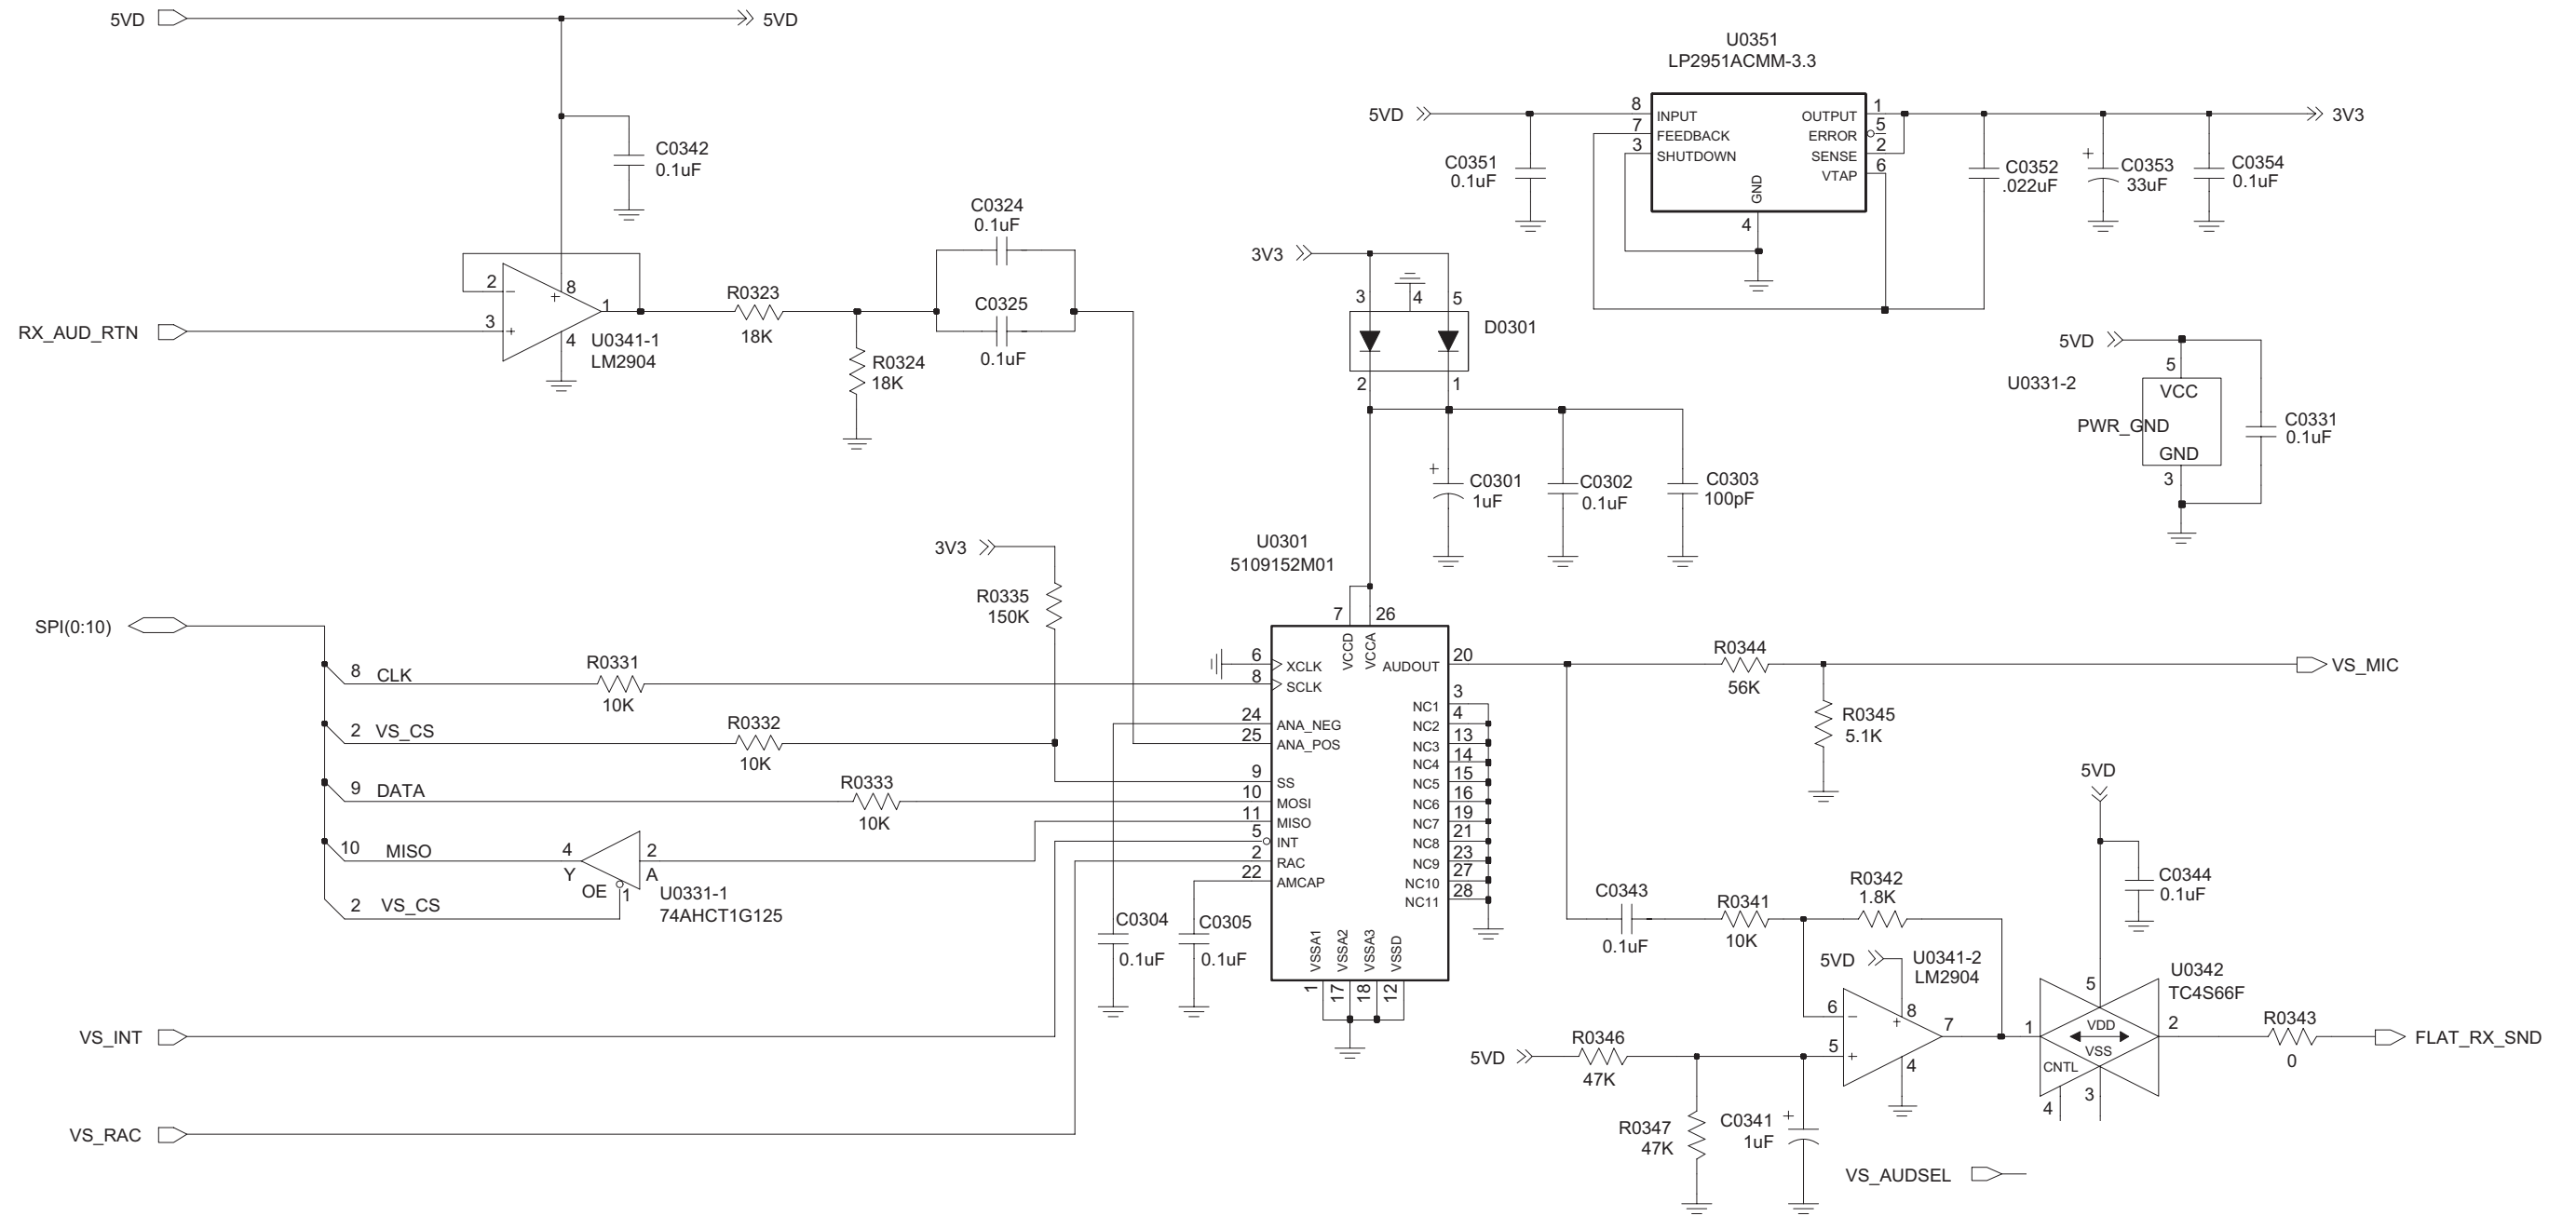 5VD
5VD
C0342
0.1uF
2
8
−
+
1
3
+
4
RX_AUD_RTN
U0341-1
LM2904
R0323
18K
R0324
18K
C0324
0.1uF
C0325
0.1uF
U0351
LP2951ACMM-3.3
5VD
8
INPUT
7
FEEDBACK
3
SHUTDOWN
OUTPUT
1
ERROR
5
SENSE
2
VTAP
6
GND
4
3V3
C0351
0.1uF
C0352
.022uF
+
C0353
33uF
C0354
0.1uF
3V3
3
4
5
D0301
2
1
+
C0301
1uF
C0302
0.1uF
C0303
100pF
5VD
5
U0331-2
VCC
PWR_GND
GND
3
C0331
0.1uF
3V3
R0335
150K
U0301
5109152M01
7
26
VCCD
VCCA
SPI(0:10)
8
CLK
R0331
10K
2
VS_CS
R0332
10K
9
DATA
R0333
10K
10
MISO
4
Y
2
A
OE
1
U0331-1
74AHCT1G125
2
VS_CS
6
XCLK
8
SCLK
24
ANA_NEG
25
ANA_POS
9
SS
10
MOSI
11
MISO
5
INT
2
RAC
22
AMCAP
AUDOUT
20
3
NC1
4
NC2
13
NC3
14
NC4
15
NC5
16
NC6
19
NC7
21
NC8
23
NC9
27
NC10
28
NC11
VSSA1
VSSA2
VSSA3
VSSD
1
17
18
12
C0304
0.1uF
C0305
0.1uF
VS_INT
VS_RAC
R0344
56K
VS_MIC
R0345
5.1K
C0343
0.1uF
R0341
10K
R0342
1.8K
5VD
U0341-2
LM2904
6
−
8
+
7
5
+
4
5VD
R0346
47K
R0347
47K
C0341
+
1uF
5VD
C0344
0.1uF
5
U0342
TC4S66F
1
VDD
VSS
CNTL
2
4
3
R0343
0
FLAT_RX_SND
VS_AUDSEL